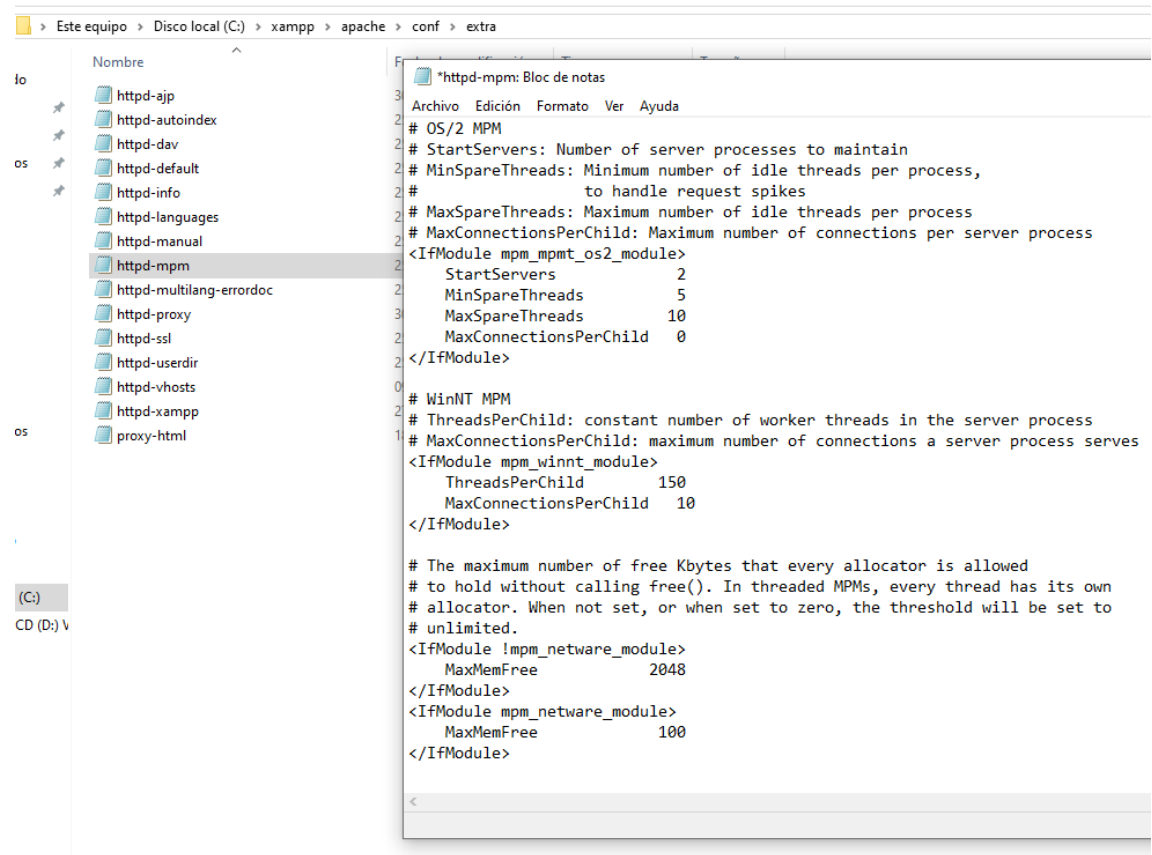 Este equipo > Disco local (C:) > xampp > apache > conf > extra
Nombre
do
os
os
(C:)
CD (D:) V
httpd-ajp
httpd-autoindex
httpd-dav
httpd-default
httpd-info
httpd-languages
httpd-manual
httpd-mpm
httpd-multilang-errordoc
httpd-proxy
httpd-ssl
httpd-userdir
httpd-vhosts
httpd-xampp
proxy-html
*httpd-mpm: Bloc de notas
Archivo Edición Formato Ver Ayuda
# OS/2 MPM
# StartServers: Number of server processes to maintain
# MinSpareThreads: Minimum number of idle threads per process,
#                  to handle request spikes
# MaxSpareThreads: Maximum number of idle threads per process
# MaxConnectionsPerChild: Maximum number of connections per server process
<IfModule mpm_mpmt_os2_module>
    StartServers             2
    MinSpareThreads          5
    MaxSpareThreads         10
    MaxConnectionsPerChild   0
</IfModule>
# WinNT MPM
# ThreadsPerChild: constant number of worker threads in the server process
# MaxConnectionsPerChild: maximum number of connections a server process serves
<IfModule mpm_winnt_module>
    ThreadsPerChild        150
    MaxConnectionsPerChild   10
</IfModule>
# The maximum number of free Kbytes that every allocator is allowed
# to hold without calling free(). In threaded MPMs, every thread has its own
# allocator. When not set, or when set to zero, the threshold will be set to
# unlimited.
<IfModule !mpm_netware_module>
    MaxMemFree            2048
</IfModule>
<IfModule mpm_netware_module>
    MaxMemFree             100
</IfModule>